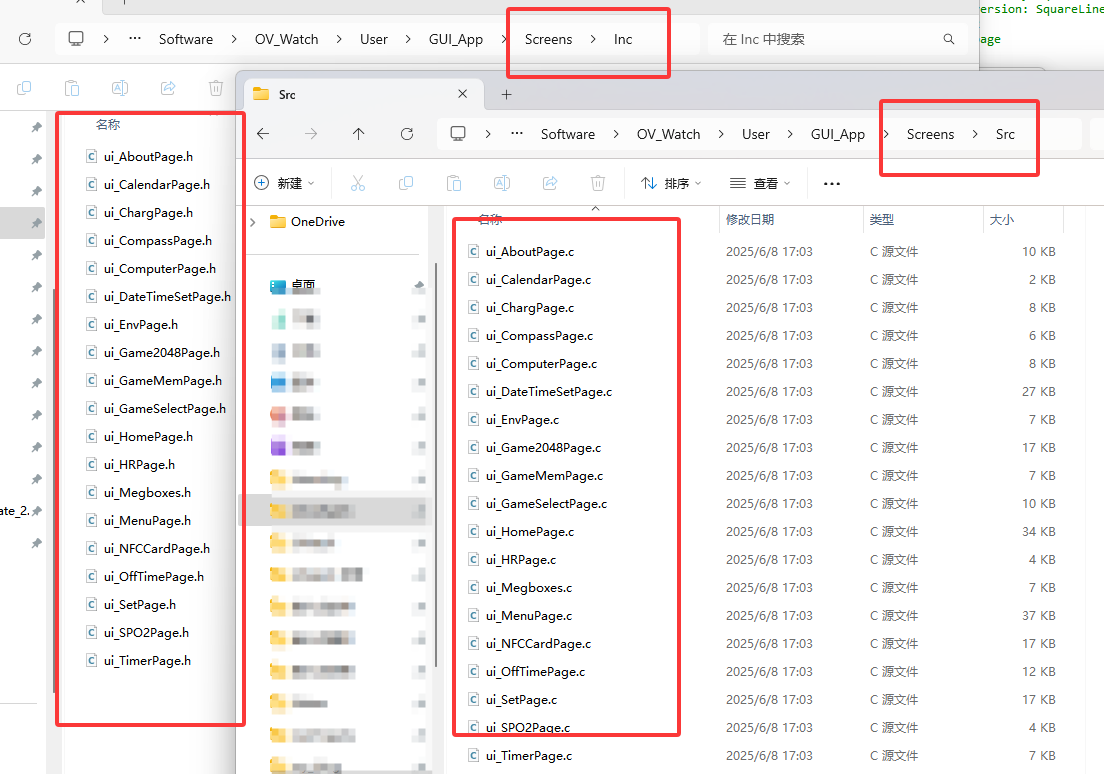 ersion: SquareLine
Software OV_Watch User GUI_App Screens Inc 在 Inc 中搜索
age
名称
ui_AboutPage.h
ui_CalendarPage.h
ui_ChargPage.h
ui_CompassPage.h
ui_ComputerPage.h
ui_DateTimeSetPage.h
ui_EnvPage.h
ui_Game2048Page.h
ui_GameMemPage.h
ui_GameSelectPage.h
ui_HomePage.h
ui_HRPage.h
ui_Megboxes.h
ui_MenuPage.h
ui_NFCCardPage.h
ui_OffTimePage.h
ui_SetPage.h
ui_SPO2Page.h
ui_TimerPage.h
ate_2.
Src
Software OV_Watch User GUI_App Screens Src
新建 排序 查看
OneDrive
桌面
名称 修改日期 类型 大小
ui_AboutPage.c 2025/6/8 17:03 C 源文件 10 KB
ui_CalendarPage.c 2025/6/8 17:03 C 源文件 2 KB
ui_ChargPage.c 2025/6/8 17:03 C 源文件 8 KB
ui_CompassPage.c 2025/6/8 17:03 C 源文件 6 KB
ui_ComputerPage.c 2025/6/8 17:03 C 源文件 8 KB
ui_DateTimeSetPage.c 2025/6/8 17:03 C 源文件 27 KB
ui_EnvPage.c 2025/6/8 17:03 C 源文件 7 KB
ui_Game2048Page.c 2025/6/8 17:03 C 源文件 17 KB
ui_GameMemPage.c 2025/6/8 17:03 C 源文件 7 KB
ui_GameSelectPage.c 2025/6/8 17:03 C 源文件 10 KB
ui_HomePage.c 2025/6/8 17:03 C 源文件 34 KB
ui_HRPage.c 2025/6/8 17:03 C 源文件 4 KB
ui_Megboxes.c 2025/6/8 17:03 C 源文件 7 KB
ui_MenuPage.c 2025/6/8 17:03 C 源文件 37 KB
ui_NFCCardPage.c 2025/6/8 17:03 C 源文件 17 KB
ui_OffTimePage.c 2025/6/8 17:03 C 源文件 12 KB
ui_SetPage.c 2025/6/8 17:03 C 源文件 17 KB
ui_SPO2Page.c 2025/6/8 17:03 C 源文件 4 KB
ui_TimerPage.c 2025/6/8 17:03 C 源文件 7 KB